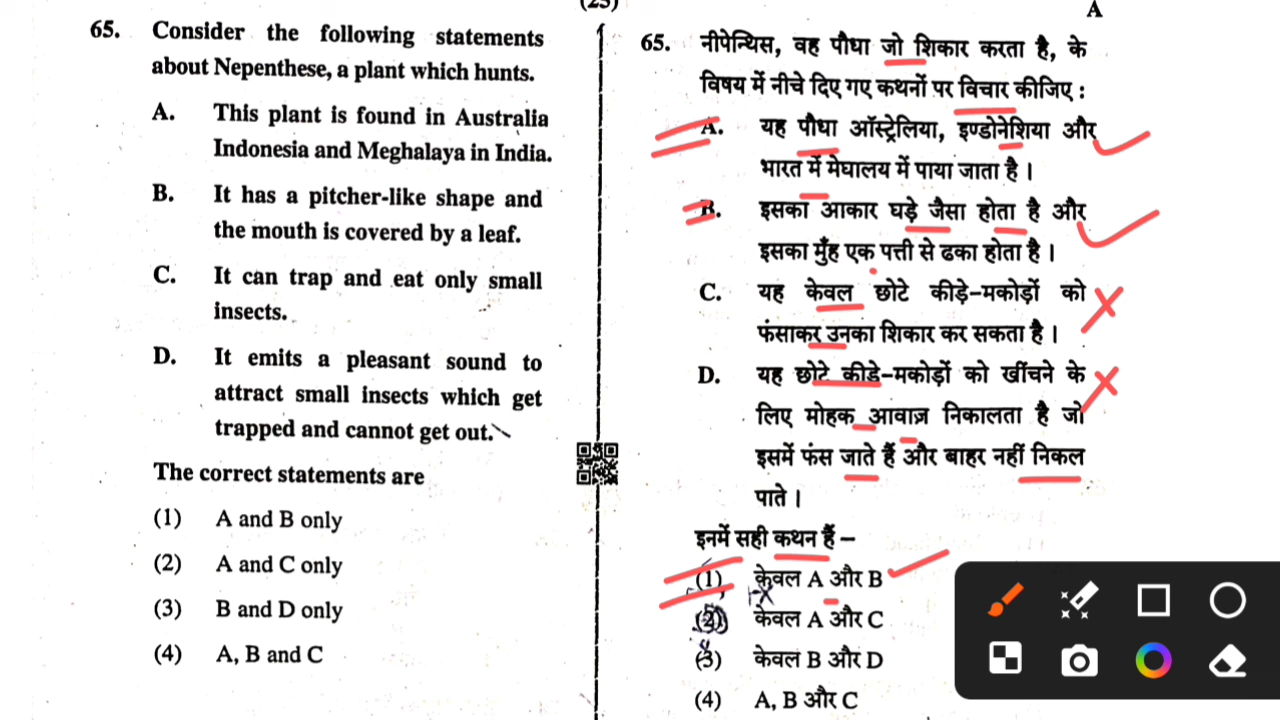 (25)
A
65. Consider the following statements
about Nepenthese, a plant which hunts.
A. This plant is found in Australia
Indonesia and Meghalaya in India.
B. It has a pitcher-like shape and
the mouth is covered by a leaf.
C. It can trap and eat only small
insects.
D. It emits a pleasant sound to
attract small insects which get
trapped and cannot get out.
The correct statements are
(1) A and B only
(2) A and C only
(3) B and D only
(4) A, B and C
65. नीपेन्थिस, वह पौधा जो शिकार करता है, के
विषय में नीचे दिए गए कथनों पर विचार कीजिए :
A. यह पौधा ऑस्ट्रेलिया, इण्डोनेशिया और
भारत में मेघालय में पाया जाता है।
B. इसका आकार घड़े जैसा होता है और
इसका मुँह एक पत्ती से ढका होता है।
C. यह केवल छोटे कीड़े-मकोड़ों को
फंसाकर उनका शिकार कर सकता है।
D. यह छोटे कीडे-मकोड़ों को खींचने के
लिए मोहक आवाज़ निकालता है जो
इसमें फंस जाते हैं और बाहर नहीं निकल
पाते।
इनमें सही कथन हैं –
(1) केवल A और B
(2) केवल A और C
(3) केवल B और D
(4) A, B और C